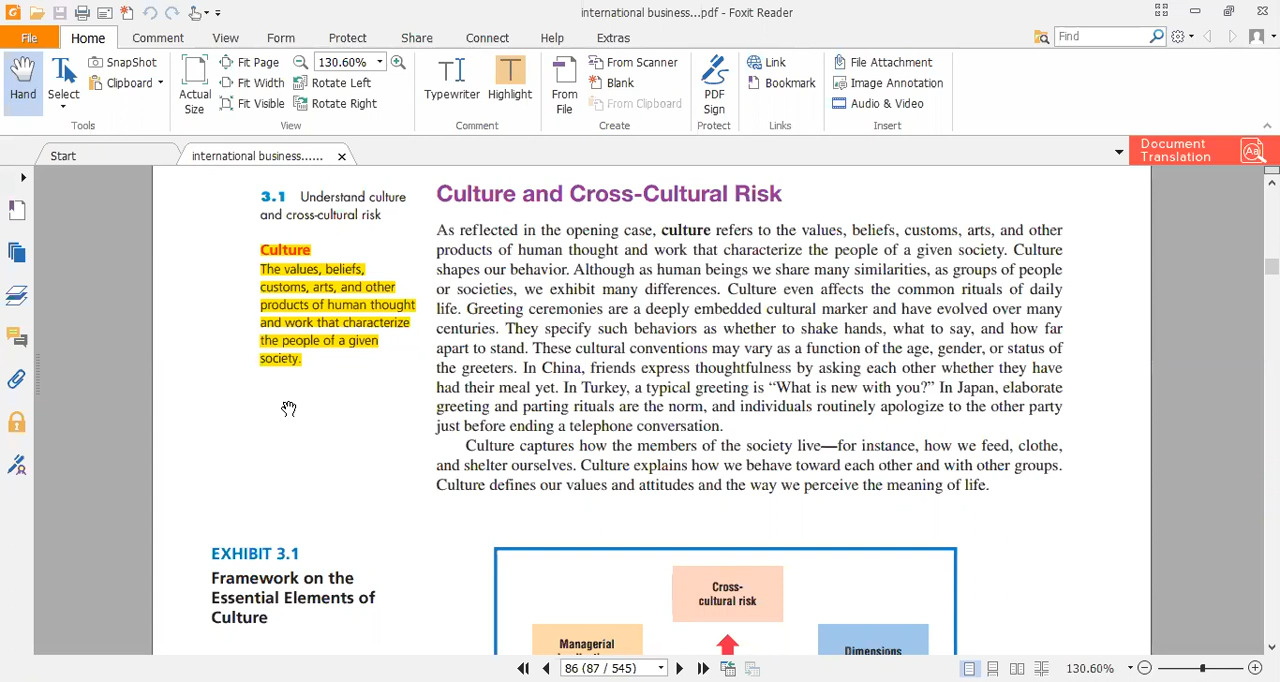 international business...pdf - Foxit Reader
File Home Comment View Form Protect Share Connect Help Extras
Find
Hand
Select
SnapShot
Clipboard
Tools
Actual
Size
Fit Page
Fit Width
Fit Visible
130.60%
Rotate Left
Rotate Right
View
Typewriter
Highlight
Comment
From
File
From Scanner
Blank
From Clipboard
Create
PDF
Sign
Protect
Link
Bookmark
Links
File Attachment
Image Annotation
Audio & Video
Insert
Start
international business......
Document
Translation
3.1 Understand culture
and cross-cultural risk
Culture
The values, beliefs,
customs, arts, and other
products of human thought
and work that characterize
the people of a given
society.
Culture and Cross-Cultural Risk
As reflected in the opening case, culture refers to the values, beliefs, customs, arts, and other
products of human thought and work that characterize the people of a given society. Culture
shapes our behavior. Although as human beings we share many similarities, as groups of people
or societies, we exhibit many differences. Culture even affects the common rituals of daily
life. Greeting ceremonies are a deeply embedded cultural marker and have evolved over many
centuries. They specify such behaviors as whether to shake hands, what to say, and how far
apart to stand. These cultural conventions may vary as a function of the age, gender, or status of
the greeters. In China, friends express thoughtfulness by asking each other whether they have
had their meal yet. In Turkey, a typical greeting is “What is new with you?” In Japan, elaborate
greeting and parting rituals are the norm, and individuals routinely apologize to the other party
just before ending a telephone conversation.
Culture captures how the members of the society live—for instance, how we feed, clothe,
and shelter ourselves. Culture explains how we behave toward each other and with other groups.
Culture defines our values and attitudes and the way we perceive the meaning of life.
EXHIBIT 3.1
Framework on the
Essential Elements of
Culture
Cross-
cultural risk
Managerial
Dimensions
86 (87 / 545)
130.60%